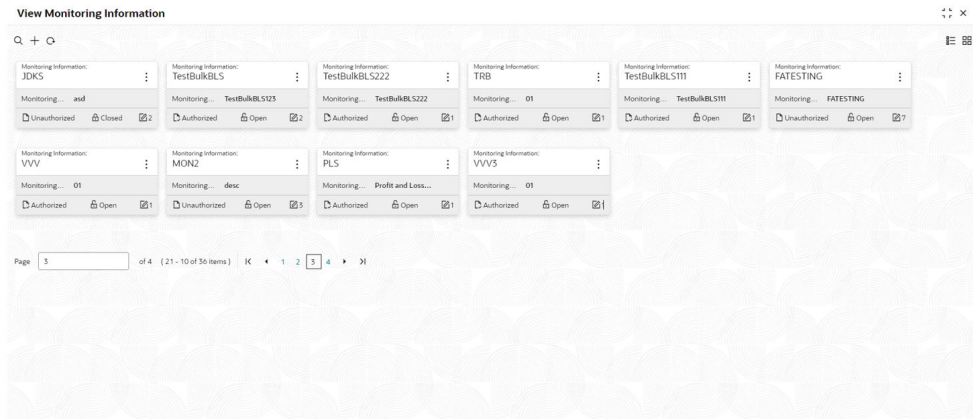 View Monitoring Information
Monitoring Information: Monitoring Information: Monitoring Information: Monitoring Information: Monitoring Information: Monitoring Information:
JDKS TestBulkBLS TestBulkBLS222 TRB TestBulkBLS111 FATESTING
Monitoring... asd Monitoring... TestBulkBLS123 Monitoring... TestBulkBLS222 Monitoring... 01 Monitoring... TestBulkBLS111 Monitoring... FATESTING
Unauthorized Closed 2 Authorized Open 2 Authorized Open 1 Authorized Open 1 Authorized Open 1 Unauthorized Open 7
Monitoring Information: Monitoring Information: Monitoring Information: Monitoring Information:
VVV MON2 PLS VVV3
Monitoring... 01 Monitoring... desc Monitoring... Profit and Loss... Monitoring... 01
Authorized Open 1 Unauthorized Open 3 Authorized Open 1 Authorized Open 1
Page 3 of 4 (21 - 10 of 36 items) 1 2 3 4